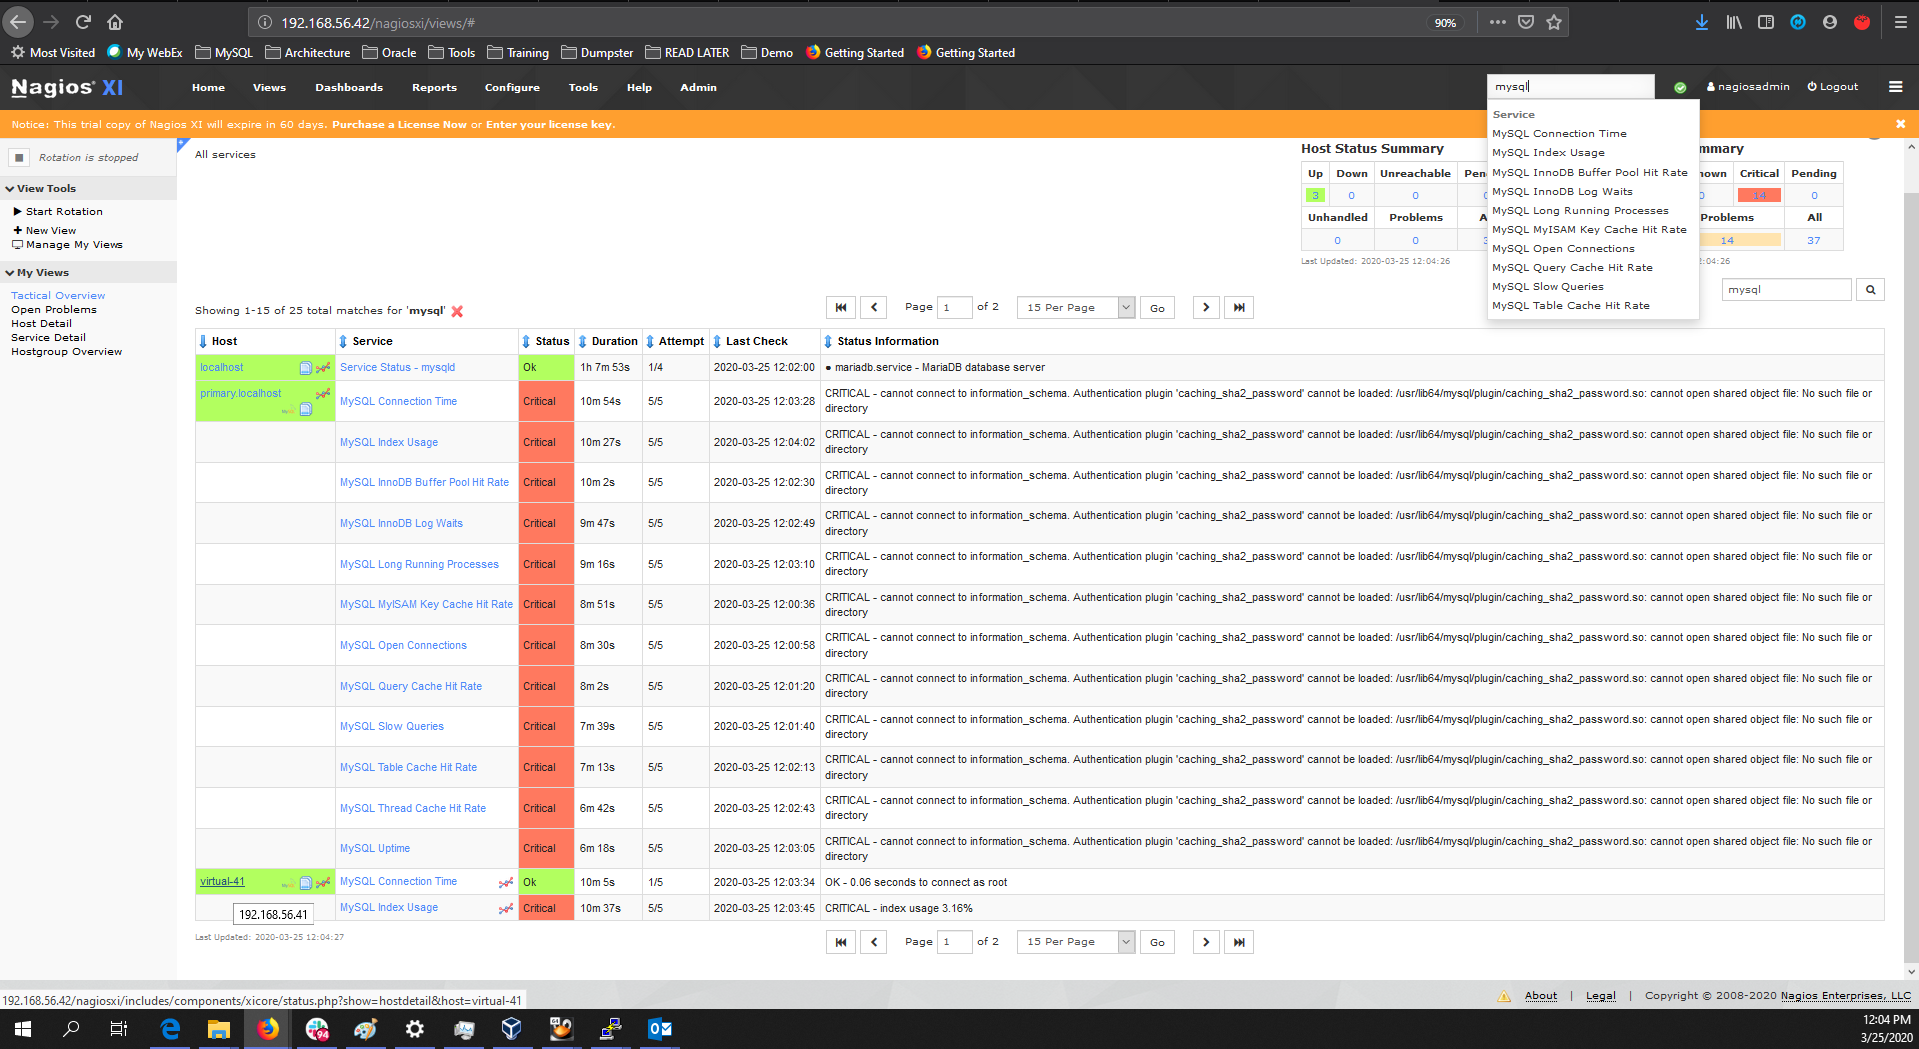 192.168.56.42/nagiosxi/views/#
90%
Most Visited
My WebEx
MySQL
Architecture
Oracle
Tools
Training
Dumpster
READ LATER
Demo
Getting Started
Getting Started
Nagios XI
Home
Views
Dashboards
Reports
Configure
Tools
Help
Admin
mysql
nagiosadmin
Logout
Notice: This trial copy of Nagios XI will expire in 60 days. Purchase a License Now or Enter your license key.
Service
MySQL Connection Time
MySQL Index Usage
MySQL InnoDB Buffer Pool Hit Rate
MySQL InnoDB Log Waits
MySQL Long Running Processes
MySQL MyISAM Key Cache Hit Rate
MySQL Open Connections
MySQL Query Cache Hit Rate
MySQL Slow Queries
MySQL Table Cache Hit Rate
Rotation is stopped
View Tools
Start Rotation
New View
Manage My Views
My Views
Tactical Overview
Open Problems
Host Detail
Service Detail
Hostgroup Overview
All services
Host Status Summary
Up Down Unreachable Pen
3 0 0
Unhandled Problems A
0 0
Last Updated: 2020-03-25 12:04:26
mmary
nown Critical Pending
0 14 0
Problems All
14 37
12:04:26
mysql
Showing 1-15 of 25 total matches for 'mysql'
Page 1 of 2 15 Per Page Go
Host Service Status Duration Attempt Last Check Status Information
localhost Service Status - mysqld Ok 1h 7m 53s 1/4 2020-03-25 12:02:00 ● mariadb.service - MariaDB database server
primary.localhost MySQL Connection Time Critical 10m 54s 5/5 2020-03-25 12:03:28 CRITICAL - cannot connect to information_schema. Authentication plugin 'caching_sha2_password' cannot be loaded: /usr/lib64/mysql/plugin/caching_sha2_password.so: cannot open shared object file: No such file or
directory
MySQL Index Usage Critical 10m 27s 5/5 2020-03-25 12:04:02 CRITICAL - cannot connect to information_schema. Authentication plugin 'caching_sha2_password' cannot be loaded: /usr/lib64/mysql/plugin/caching_sha2_password.so: cannot open shared object file: No such file or
directory
MySQL InnoDB Buffer Pool Hit Rate Critical 10m 2s 5/5 2020-03-25 12:02:30 CRITICAL - cannot connect to information_schema. Authentication plugin 'caching_sha2_password' cannot be loaded: /usr/lib64/mysql/plugin/caching_sha2_password.so: cannot open shared object file: No such file or
directory
MySQL InnoDB Log Waits Critical 9m 47s 5/5 2020-03-25 12:02:49 CRITICAL - cannot connect to information_schema. Authentication plugin 'caching_sha2_password' cannot be loaded: /usr/lib64/mysql/plugin/caching_sha2_password.so: cannot open shared object file: No such file or
directory
MySQL Long Running Processes Critical 9m 16s 5/5 2020-03-25 12:03:10 CRITICAL - cannot connect to information_schema. Authentication plugin 'caching_sha2_password' cannot be loaded: /usr/lib64/mysql/plugin/caching_sha2_password.so: cannot open shared object file: No such file or
directory
MySQL MyISAM Key Cache Hit Rate Critical 8m 51s 5/5 2020-03-25 12:00:36 CRITICAL - cannot connect to information_schema. Authentication plugin 'caching_sha2_password' cannot be loaded: /usr/lib64/mysql/plugin/caching_sha2_password.so: cannot open shared object file: No such file or
directory
MySQL Open Connections Critical 8m 30s 5/5 2020-03-25 12:00:58 CRITICAL - cannot connect to information_schema. Authentication plugin 'caching_sha2_password' cannot be loaded: /usr/lib64/mysql/plugin/caching_sha2_password.so: cannot open shared object file: No such file or
directory
MySQL Query Cache Hit Rate Critical 8m 2s 5/5 2020-03-25 12:01:20 CRITICAL - cannot connect to information_schema. Authentication plugin 'caching_sha2_password' cannot be loaded: /usr/lib64/mysql/plugin/caching_sha2_password.so: cannot open shared object file: No such file or
directory
MySQL Slow Queries Critical 7m 39s 5/5 2020-03-25 12:01:40 CRITICAL - cannot connect to information_schema. Authentication plugin 'caching_sha2_password' cannot be loaded: /usr/lib64/mysql/plugin/caching_sha2_password.so: cannot open shared object file: No such file or
directory
MySQL Table Cache Hit Rate Critical 7m 13s 5/5 2020-03-25 12:02:13 CRITICAL - cannot connect to information_schema. Authentication plugin 'caching_sha2_password' cannot be loaded: /usr/lib64/mysql/plugin/caching_sha2_password.so: cannot open shared object file: No such file or
directory
MySQL Thread Cache Hit Rate Critical 6m 42s 5/5 2020-03-25 12:02:43 CRITICAL - cannot connect to information_schema. Authentication plugin 'caching_sha2_password' cannot be loaded: /usr/lib64/mysql/plugin/caching_sha2_password.so: cannot open shared object file: No such file or
directory
MySQL Uptime Critical 6m 18s 5/5 2020-03-25 12:03:05 CRITICAL - cannot connect to information_schema. Authentication plugin 'caching_sha2_password' cannot be loaded: /usr/lib64/mysql/plugin/caching_sha2_password.so: cannot open shared object file: No such file or
directory
virtual-41 MySQL Connection Time Ok 10m 5s 1/5 2020-03-25 12:03:34 OK - 0.06 seconds to connect as root
MySQL Index Usage Critical 10m 37s 5/5 2020-03-25 12:03:45 CRITICAL - index usage 3.16%
192.168.56.41
Last Updated: 2020-03-25 12:04:27
Page 1 of 2 15 Per Page Go
192.168.56.42/nagiosxi/includes/components/xicore/status.php?show=hostdetail&host=virtual-41
About | Legal | Copyright © 2008-2020 Nagios Enterprises, LLC
94
12:04 PM
3/25/2020